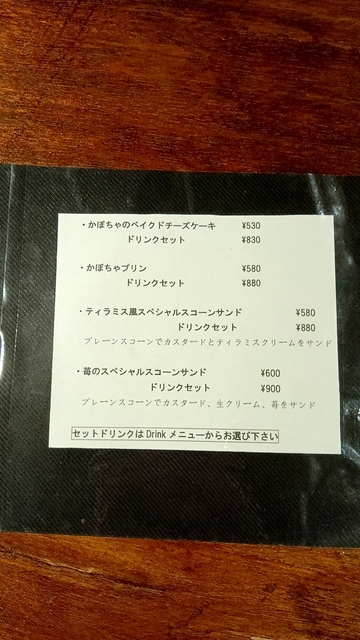 ・かぼちゃのベイクドチーズケーキ ¥530
ドリンクセット ¥830
・かぼちゃプリン ¥580
ドリンクセット ¥880
・ティラミス風スペシャルスコーンサンド ¥580
ドリンクセット ¥880
プレーンスコーンでカスタードとティラミスクリームをサンド
・苺のスペシャルスコーンサンド ¥600
ドリンクセット ¥900
プレーンスコーンでカスタード、生クリーム、苺をサンド
セットドリンクは Drink メニューからお選び下さい